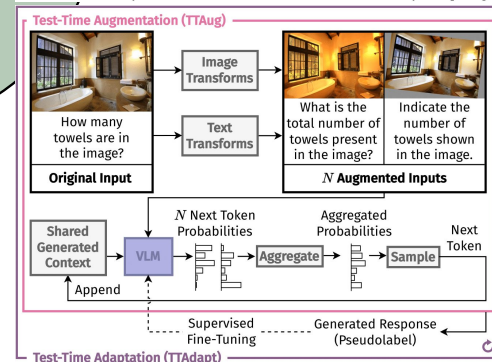 Test-Time Augmentation (TTAug)
Image
Transforms
Text
Transforms
How many
towels are in
the image?
Original Input
What is the
total number of
towels present
in the image?
Indicate the
number of
towels shown
in the image.
N Augmented Inputs
Shared
Generated
Context
VLM
N Next Token
Probabilities
Aggregate
Aggregated
Probabilities
Sample
Next
Token
Append
Supervised
Fine-Tuning
Generated Response
(Pseudolabel)
Test-Time Adaptation (TTAdapt)